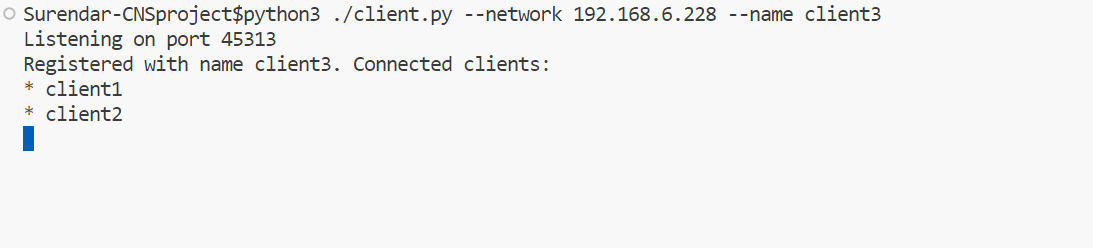 Surendar-CNSproject$python3 ./client.py --network 192.168.6.228 --name client3
Listening on port 45313
Registered with name client3. Connected clients:
* client1
* client2